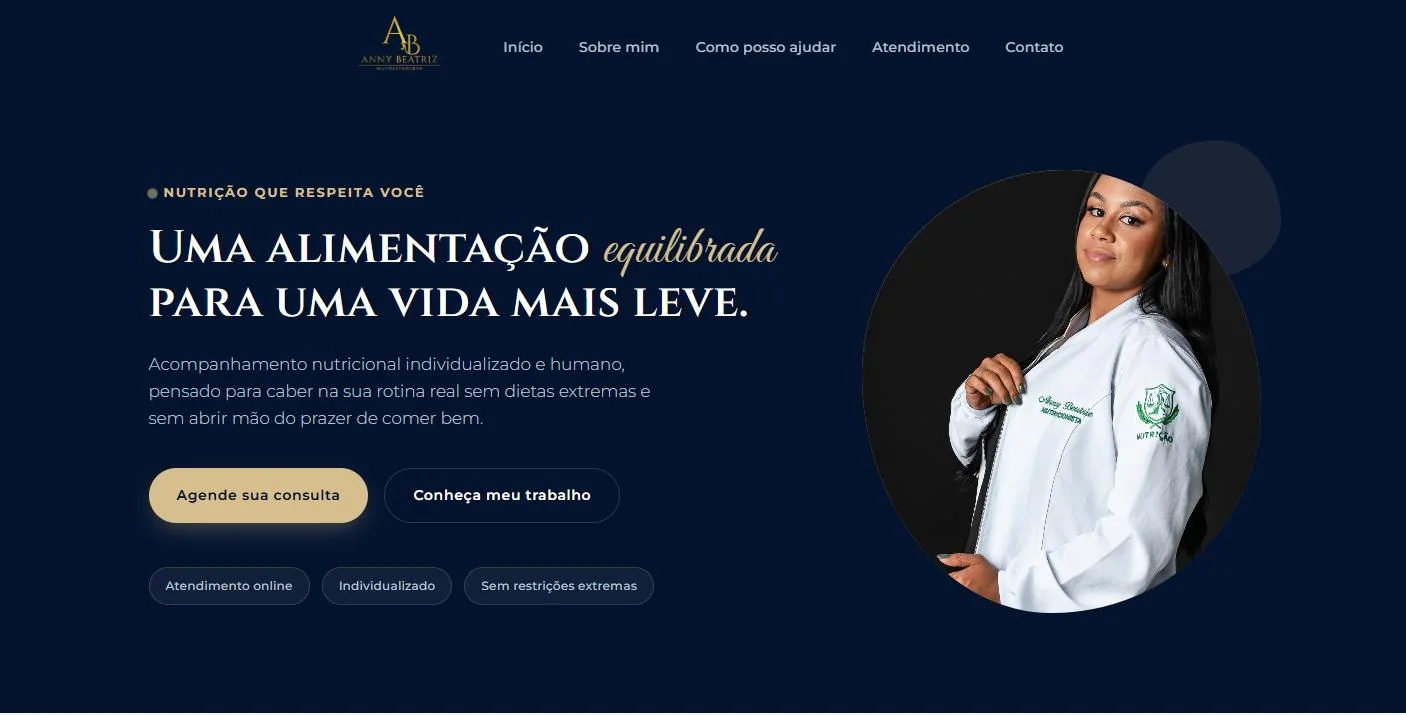 AB
ANNY BEATRIZ
NUTRICIONISTA
Início
Sobre mim
Como posso ajudar
Atendimento
Contato
NUTRIÇÃO QUE RESPEITA VOCÊ
UMA ALIMENTAÇÃO equilibrada
PARA UMA VIDA MAIS LEVE.
Acompanhamento nutricional individualizado e humano,
pensado para caber na sua rotina real sem dietas extremas e
sem abrir mão do prazer de comer bem.
Agende sua consulta
Conheça meu trabalho
Atendimento online
Individualizado
Sem restrições extremas
Anny Beatriz
NUTRICIONISTA
NUTRIÇÃO